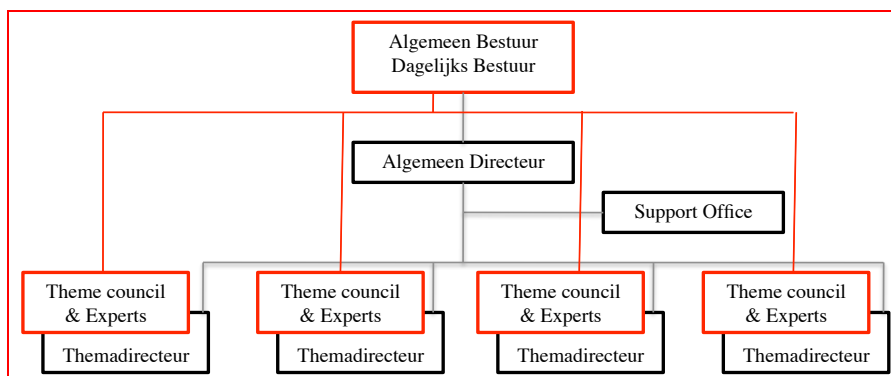 Algemeen Bestuur
Dagelijks Bestuur
Algemeen Directeur
Support Office
Theme council
& Experts
Themadirecteur
Theme council
& Experts
Themadirecteur
Theme council
& Experts
Themadirecteur
Theme council
& Experts
Themadirecteur